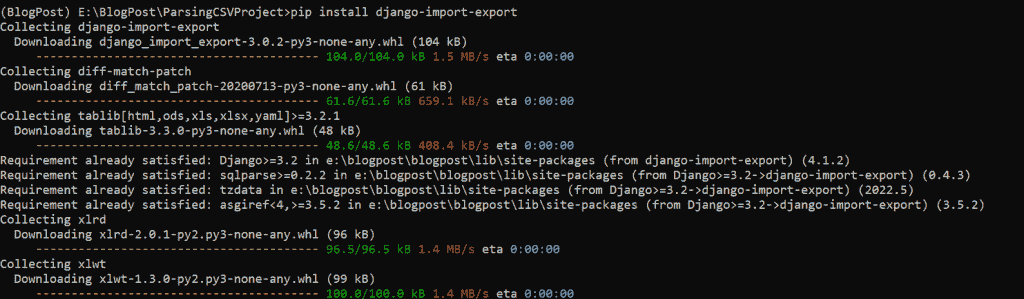 (BlogPost) E:\BlogPost\ParsingCSVProject>pip install django-import-export
Collecting django-import-export
  Downloading django_import_export-3.0.2-py3-none-any.whl (104 kB)
     ---------------------------------------- 104.0/104.0 kB 1.5 MB/s eta 0:00:00
Collecting diff-match-patch
  Downloading diff_match_patch-20200713-py3-none-any.whl (61 kB)
     ---------------------------------------- 61.6/61.6 kB 659.1 kB/s eta 0:00:00
Collecting tablib[html,ods,xls,xlsx,yaml]>=3.2.1
  Downloading tablib-3.3.0-py3-none-any.whl (48 kB)
     ---------------------------------------- 48.6/48.6 kB 408.4 kB/s eta 0:00:00
Requirement already satisfied: Django>=3.2 in e:\blogpost\blogpost\lib\site-packages (from django-import-export) (4.1.2)
Requirement already satisfied: sqlparse>=0.2.2 in e:\blogpost\blogpost\lib\site-packages (from Django>=3.2->django-import-export) (0.4.3)
Requirement already satisfied: tzdata in e:\blogpost\blogpost\lib\site-packages (from Django>=3.2->django-import-export) (2022.5)
Requirement already satisfied: asgiref<4,>=3.5.2 in e:\blogpost\blogpost\lib\site-packages (from Django>=3.2->django-import-export) (3.5.2)
Collecting xlrd
  Downloading xlrd-2.0.1-py2.py3-none-any.whl (96 kB)
     ---------------------------------------- 96.5/96.5 kB 1.4 MB/s eta 0:00:00
Collecting xlwt
  Downloading xlwt-1.3.0-py2.py3-none-any.whl (99 kB)
     ---------------------------------------- 100.0/100.0 kB 1.4 MB/s eta 0:00:00